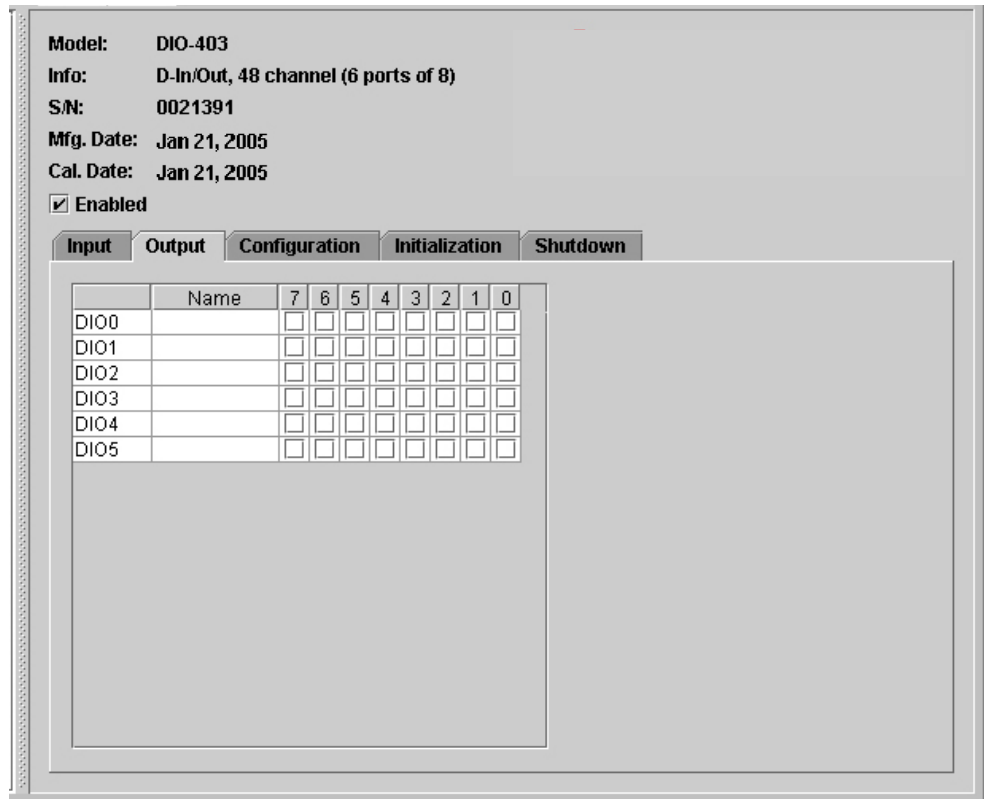 Model: DIO-403
Info: D-In/Out, 48 channel (6 ports of 8)
S/N: 0021391
Mfg. Date: Jan 21, 2005
Cal. Date: Jan 21, 2005
Enabled
Input Output Configuration Initialization Shutdown
Name 7 6 5 4 3 2 1 0
DIO0
DIO1
DIO2
DIO3
DIO4
DIO5